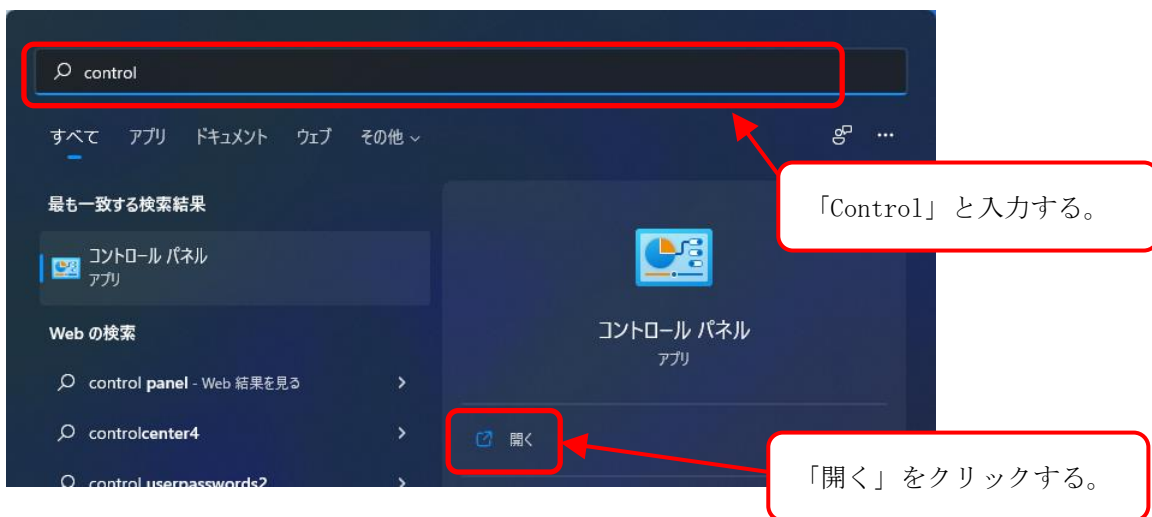 control
すべて アプリ ドキュメント ウェブ その他 ...
「Control」と入力する。
最も一致する検索結果
コントロール パネル
アプリ
Web の検索
control panel - Web 結果を見る
controlcenter4
control userpasswords2
コントロール パネル
アプリ
開く
「開く」をクリックする。